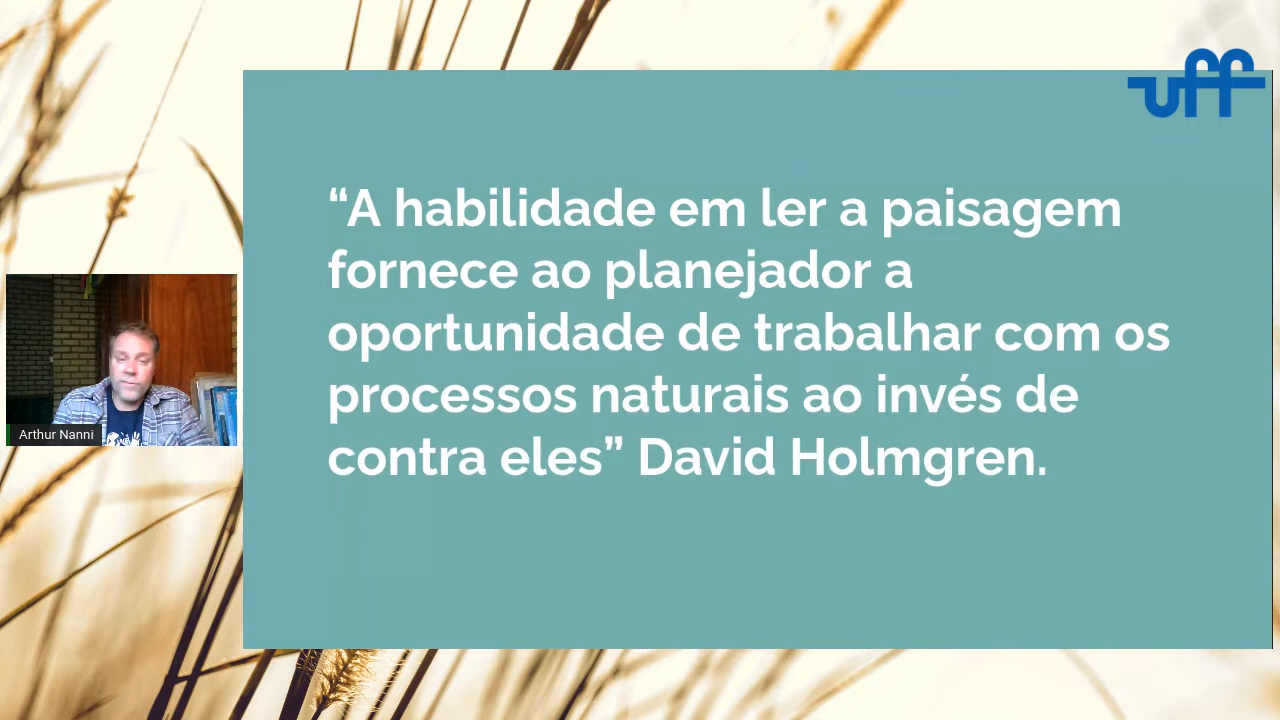 uff
“A habilidade em ler a paisagem
fornece ao planejador a
oportunidade de trabalhar com os
processos naturais ao invés de
contra eles” David Holmgren.
Arthur Nanni